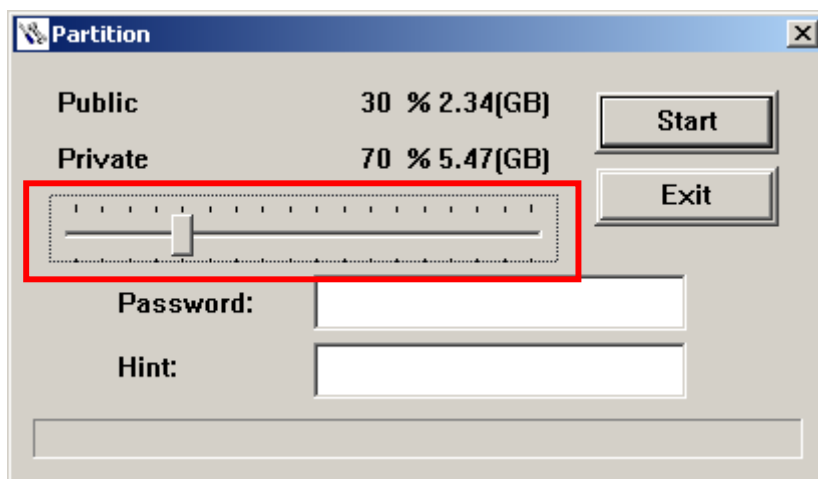 Partition
Public 30 % 2.34(GB)
Private 70 % 5.47(GB)
Start
Exit
Password:
Hint: